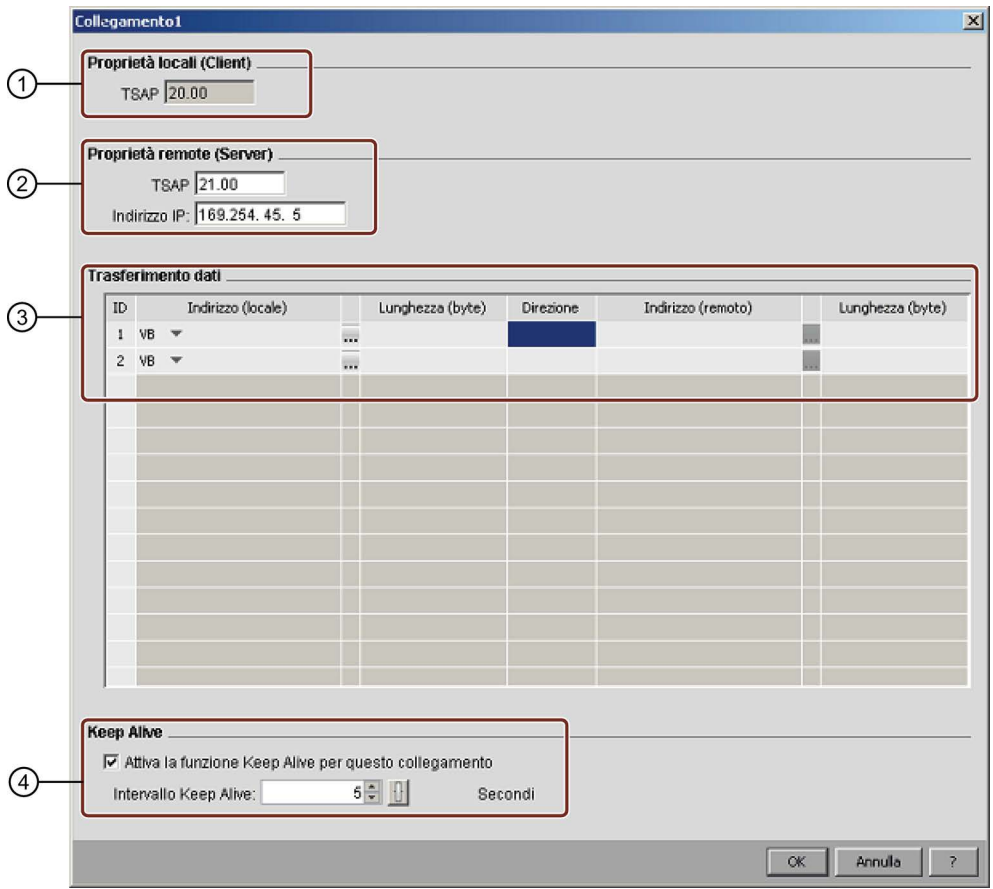 Collegamento1
① Proprietà locali (Client)
TSAP 20.00
② Proprietà remote (Server)
TSAP 21.00
Indirizzo IP: 169.254. 45. 5
③ Trasferimento dati
ID Indirizzo (locale) Lunghezza (byte) Direzione Indirizzo (remoto) Lunghezza (byte)
1 VB ... ...
2 VB ... ...
④ Keep Alive
Attiva la funzione Keep Alive per questo collegamento
Intervallo Keep Alive: 5 Secondi
OK Annulla ?